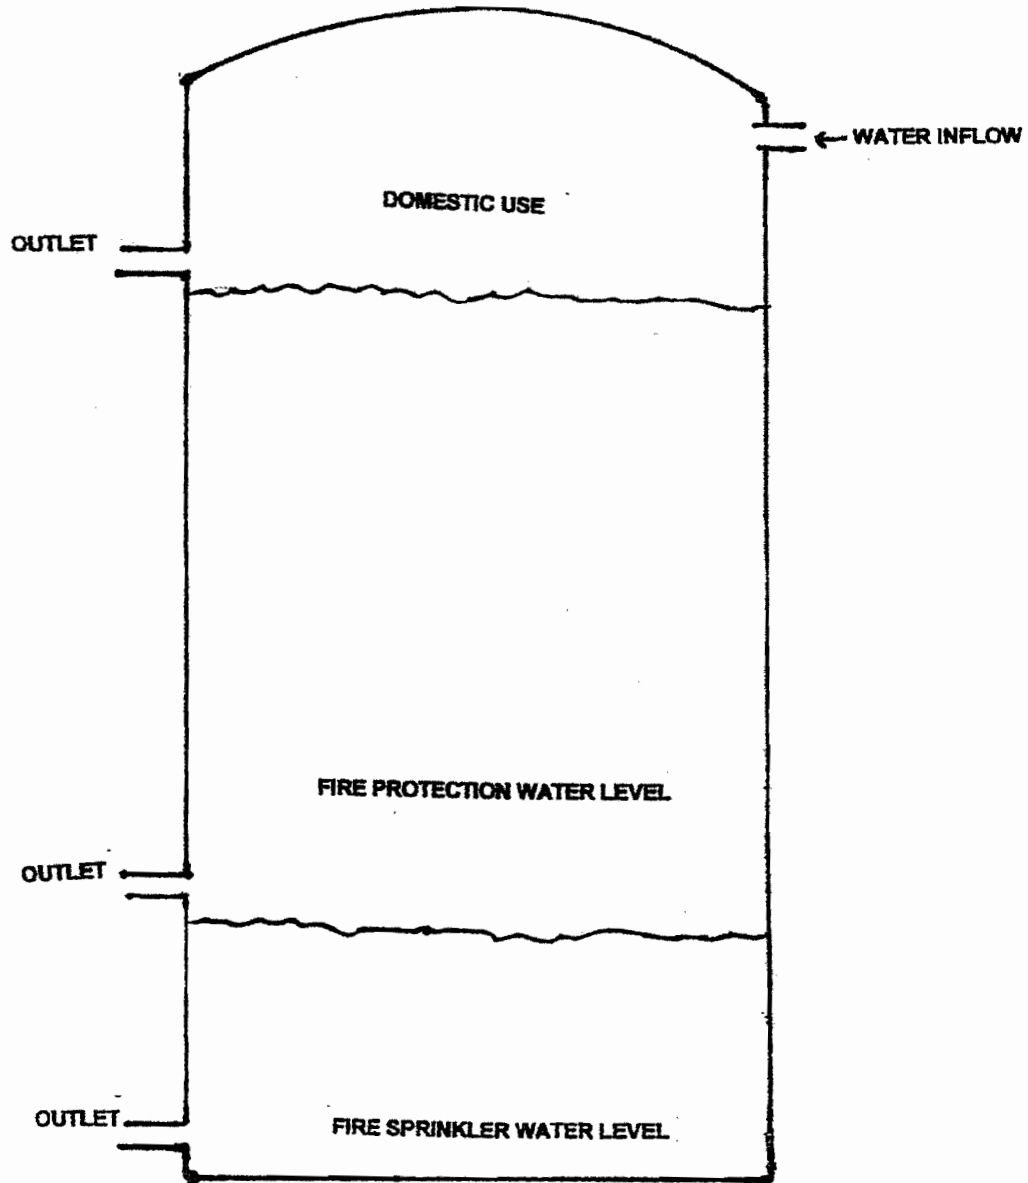 WATER INFLOW
DOMESTIC USE
OUTLET
FIRE PROTECTION WATER LEVEL
OUTLET
OUTLET
FIRE SPRINKLER WATER LEVEL